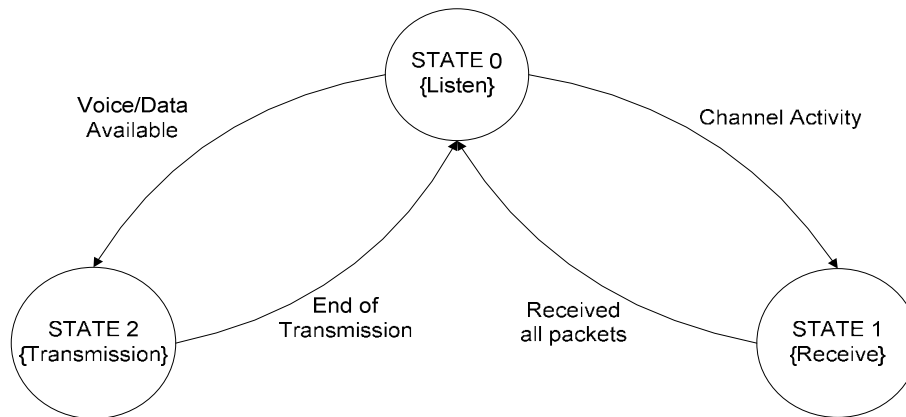 STATE 0
{Listen}
Voice/Data
Available
Channel Activity
End of
Transmission
Received
all packets
STATE 2
{Transmission}
STATE 1
{Receive}